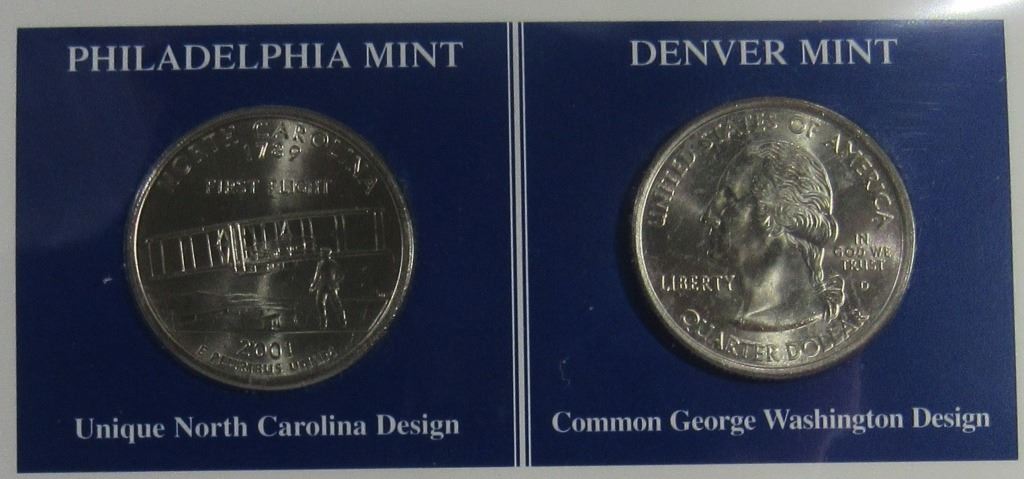 PHILADELPHIA MINT
NORTH CAROLINA
1789
FIRST FLIGHT
2001
E PLURIBUS UNUM
Unique North Carolina Design
DENVER MINT
UNITED STATES OF AMERICA
LIBERTY
IN
GOD WE
TRUST
D
QUARTER DOLLAR
Common George Washington Design